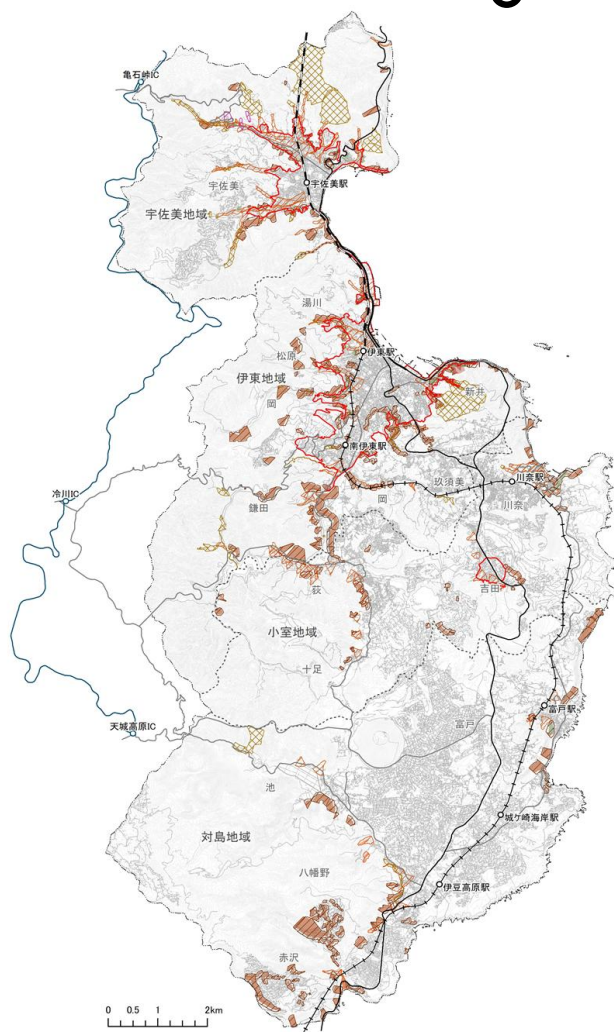 亀石峠IC
宇佐美
宇佐美駅
宇佐美地域
湯川
伊東駅
松原
伊東地域
岡
新井
南伊東駅
玖須美
川奈駅
冷川IC
鎌田
岡
川奈
荻
吉田
小室地域
十足
富戸駅
天城高原IC
富戸
池
城ケ崎海岸駅
対島地域
八幡野
伊豆高原駅
赤沢
0 0.5 1 2km